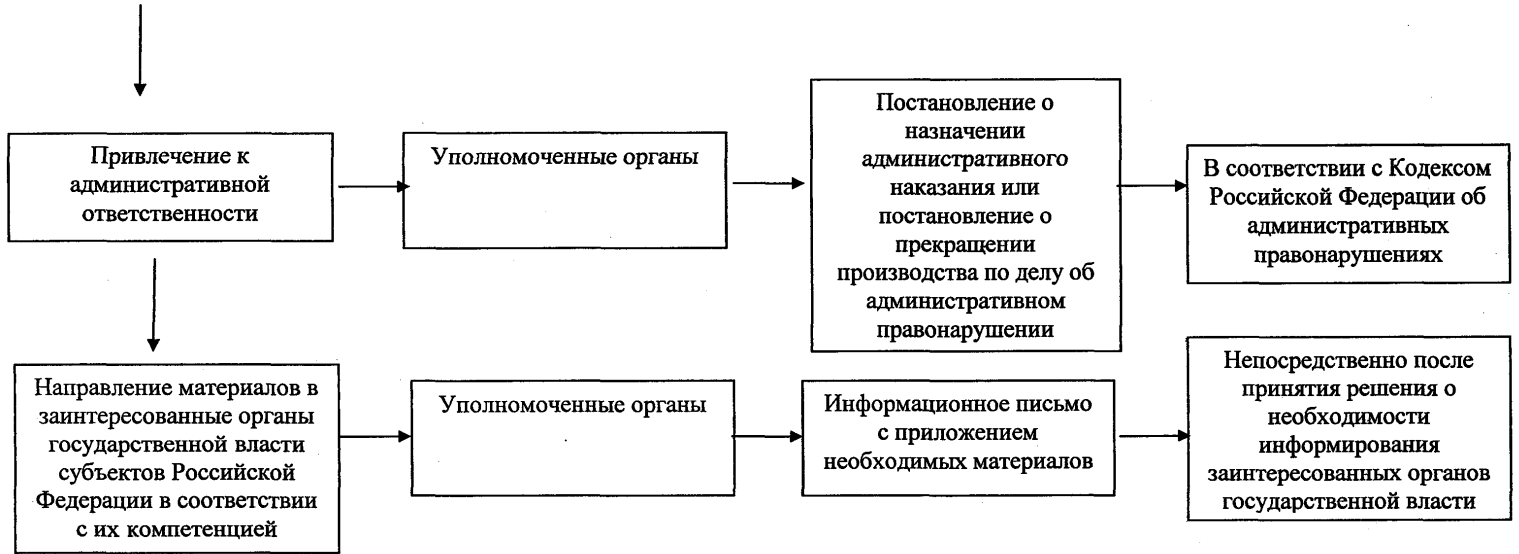 Привлечение к
административной
ответственности
Уполномоченные органы
Постановление о
назначении
административного
наказания или
постановление о
прекращении
производства по делу об
административном
правонарушении
В соответствии с Кодексом
Российской Федерации об
административных
правонарушениях
Направление материалов в
заинтересованные органы
государственной власти
субъектов Российской
Федерации в соответствии
с их компетенцией
Уполномоченные органы
Информационное письмо
с приложением
необходимых материалов
Непосредственно после
принятия решения о
необходимости
информирования
заинтересованных органов
государственной власти